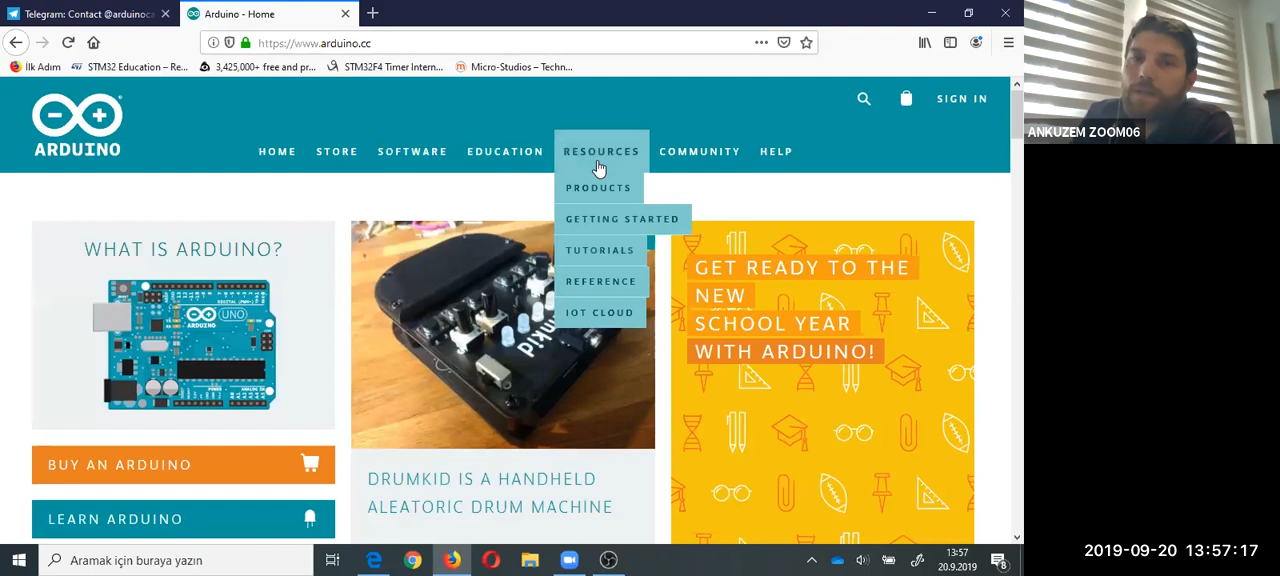 Telegram: Contact @arduinoca
Arduino - Home
https://www.arduino.cc
İlk Adım
STM32 Education – Re...
3,425,000+ free and pr...
STM32F4 Timer Intern...
Micro-Studios – Techn...
SIGN IN
ARDUINO
HOME
STORE
SOFTWARE
EDUCATION
RESOURCES
COMMUNITY
HELP
PRODUCTS
GETTING STARTED
TUTORIALS
REFERENCE
IOT CLOUD
WHAT IS ARDUINO?
ARDUINO
UNO
BUY AN ARDUINO
LEARN ARDUINO
DRUMKID IS A HANDHELD
ALEATORIC DRUM MACHINE
GET READY TO THE
NEW
SCHOOL YEAR
WITH ARDUINO!
ANKUZEM ZOOM06
Aramak için buraya yazın
13:57
20.9.2019
8
2019-09-20 13:57:17